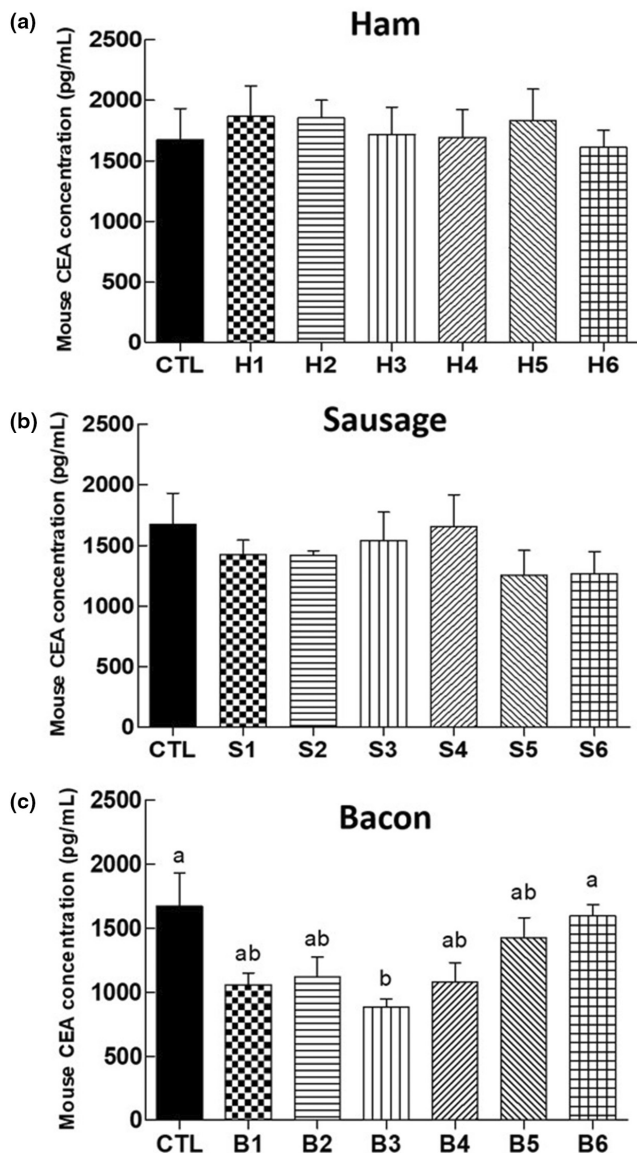 (a)
Ham
Mouse CEA concentration (pg/mL)
2500
2000
1500
1000
500
0
CTL H1 H2 H3 H4 H5 H6
(b)
Sausage
Mouse CEA concentration (pg/mL)
2500
2000
1500
1000
500
0
CTL S1 S2 S3 S4 S5 S6
(c)
Bacon
Mouse CEA concentration (pg/mL)
2500
2000
1500
1000
500
0
a ab ab b ab ab a
CTL B1 B2 B3 B4 B5 B6